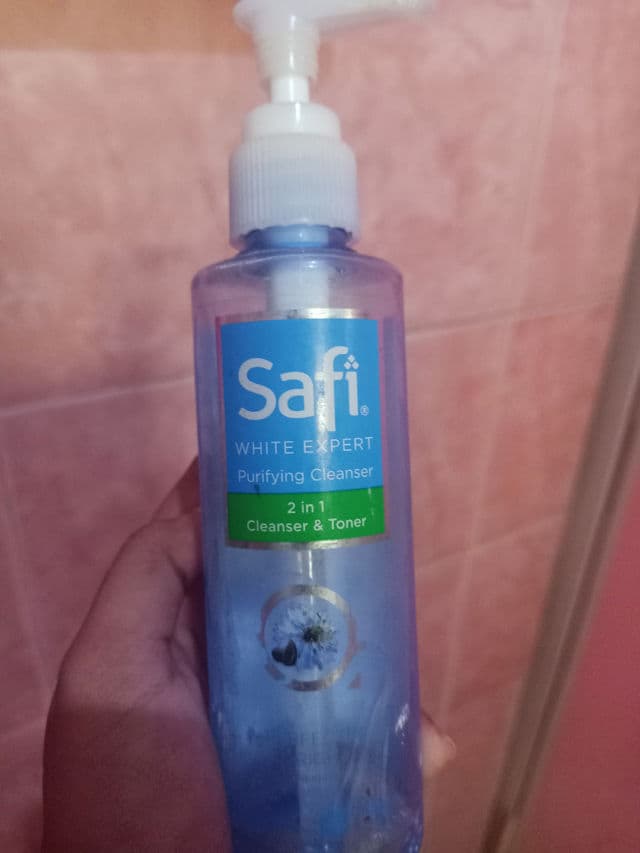 Safi®
WHITE EXPERT
Purifying Cleanser
2 in 1
Cleanser & Toner